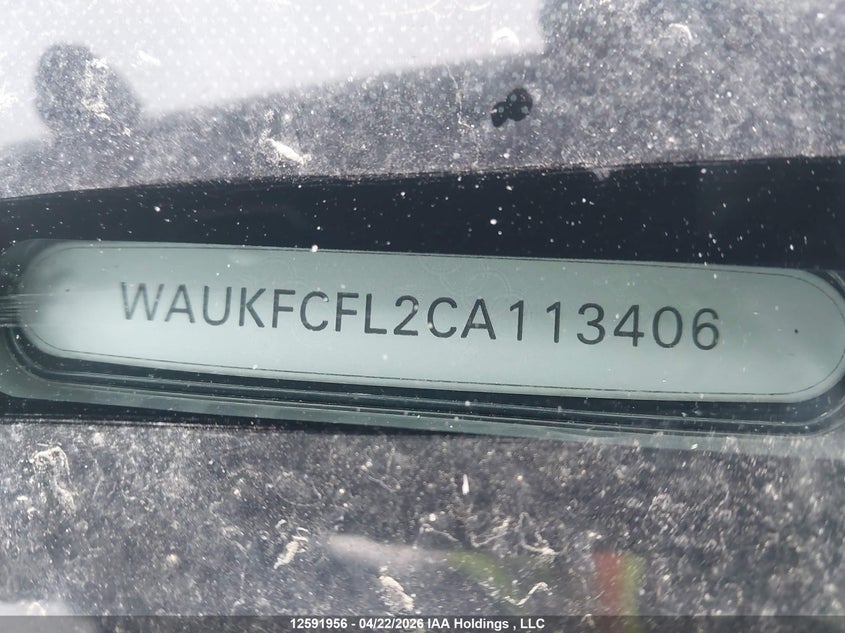 WAUKFCFL2CA113406
12591956 - 04/22/2026 IAA Holdings , LLC